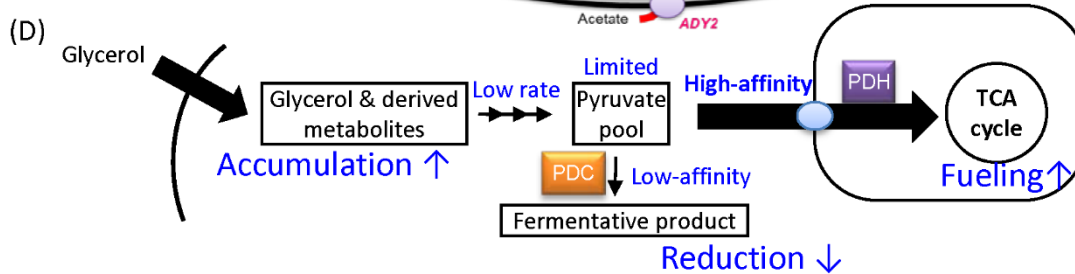 Acetate
ADY2
(D)
Glycerol
Glycerol & derived
metabolites
Accumulation ↑
Low rate
Limited
Pyruvate
pool
High-affinity
PDH
TCA
cycle
Fueling↑
PDC
Low-affinity
Fermentative product
Reduction ↓